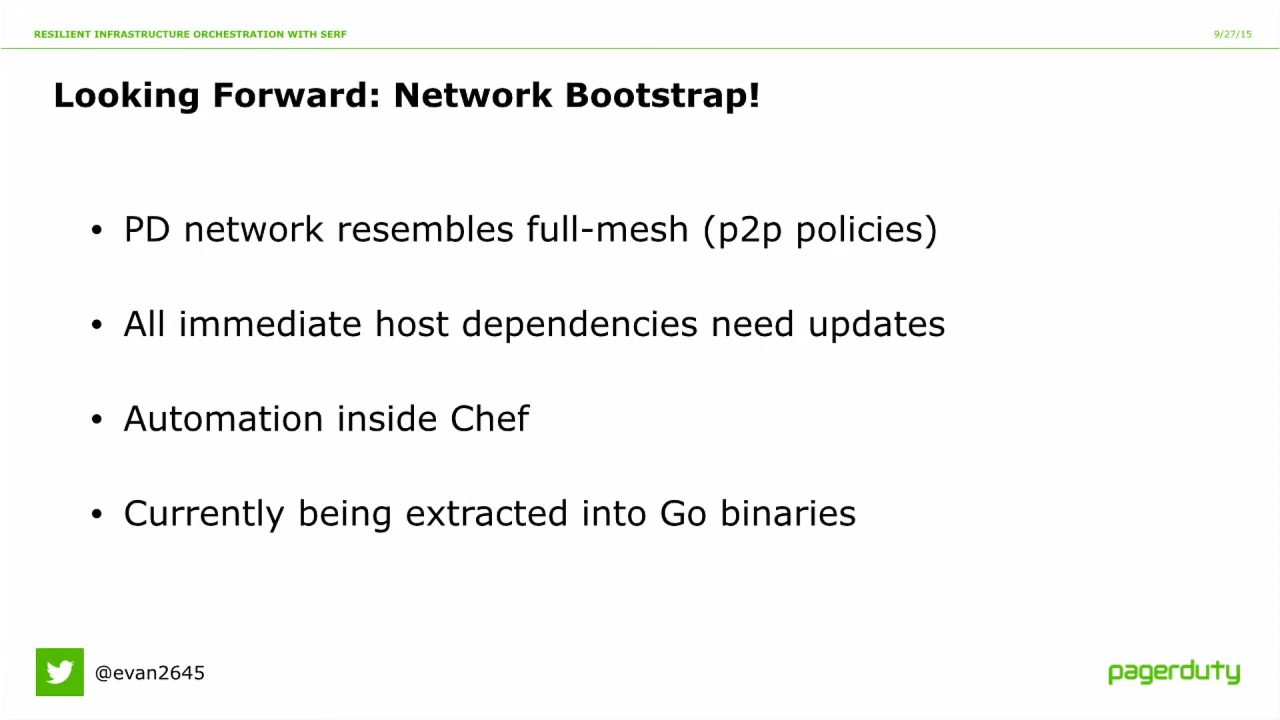 RESILIENT INFRASTRUCTURE ORCHESTRATION WITH SERF
9/27/15
Looking Forward: Network Bootstrap!
• PD network resembles full-mesh (p2p policies)
• All immediate host dependencies need updates
• Automation inside Chef
• Currently being extracted into Go binaries
@evan2645
pagerduty